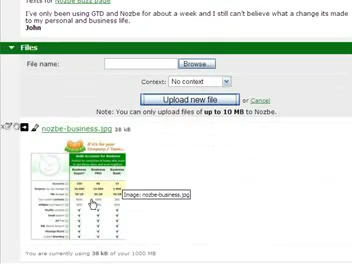 Texts for Nozbe Buzz page
I've only been using GTD and Nozbe for about a week and I still can't believe what a change its made
to my personal and business life.
John
Files
File name:
Browse...
Context: No context
Upload new file or Cancel
Note: You can only upload files of up to 10 MB to Nozbe.
nozbe-business.jpg 38 kB
Image: nozbe-business.jpg
You are currently using 38 kB of your 1000 MB